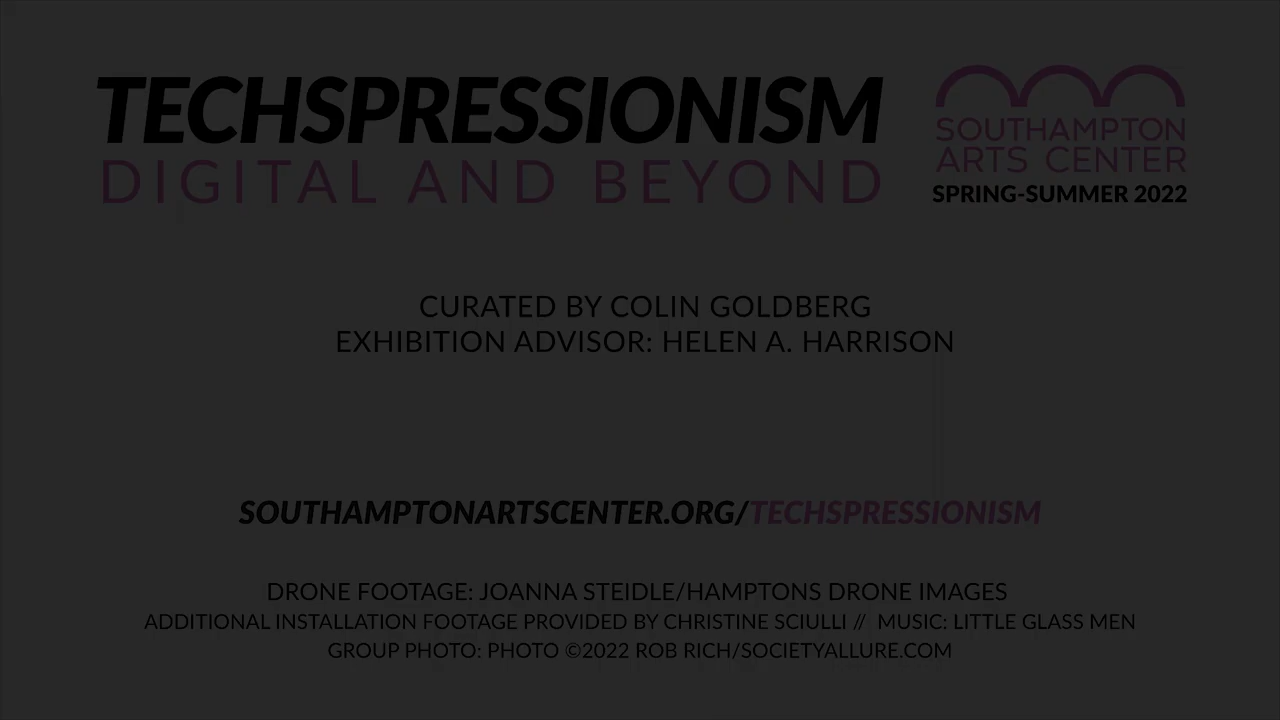 TECHSPRESSIONISM
DIGITAL AND BEYOND
SOUTHAMPTON
ARTS CENTER
SPRING-SUMMER 2022
CURATED BY COLIN GOLDBERG
EXHIBITION ADVISOR: HELEN A. HARRISON
SOUTHAMPTONARTSCENTER.ORG/TECHSPRESSIONISM
DRONE FOOTAGE: JOANNA STEIDLE/HAMPTONS DRONE IMAGES
ADDITIONAL INSTALLATION FOOTAGE PROVIDED BY CHRISTINE SCIULLI // MUSIC: LITTLE GLASS MEN
GROUP PHOTO: PHOTO ©2022 ROB RICH/SOCIETYALLURE.COM